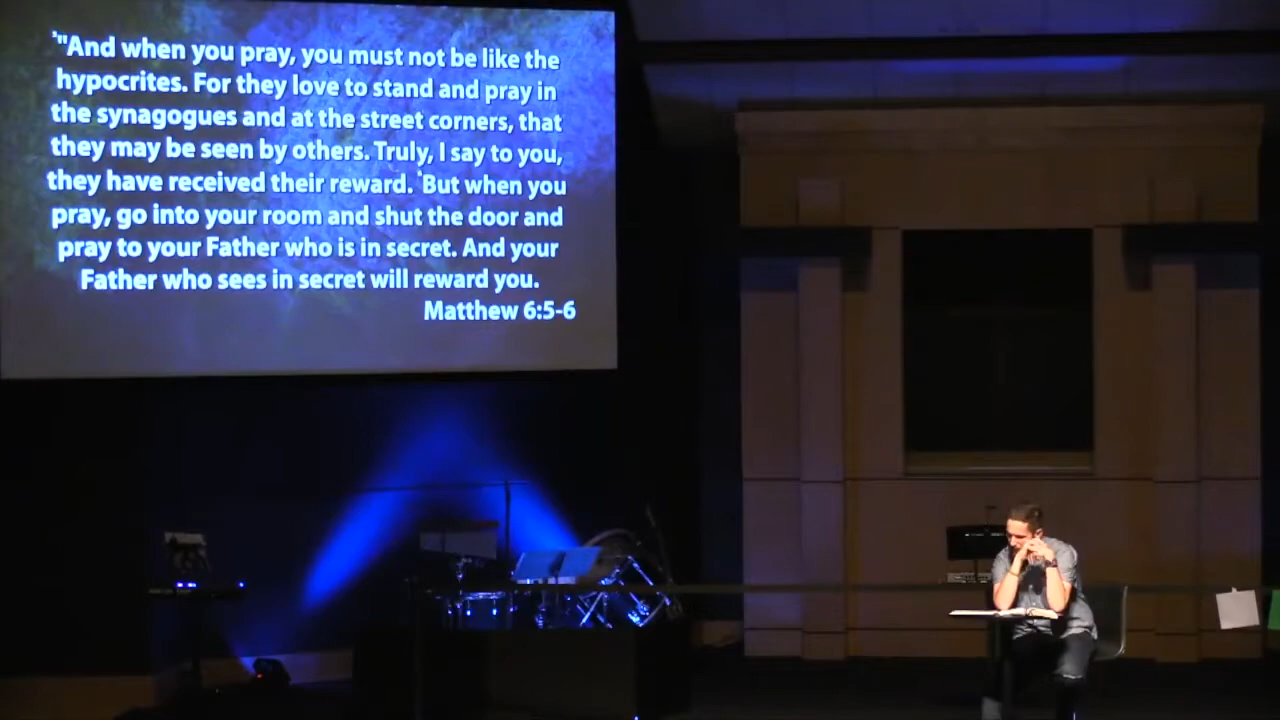 "And when you pray, you must not be like the
hypocrites. For they love to stand and pray in
the synagogues and at the street corners, that
they may be seen by others. Truly, I say to you,
they have received their reward. But when you
pray, go into your room and shut the door and
pray to your Father who is in secret. And your
Father who sees in secret will reward you.
Matthew 6:5-6